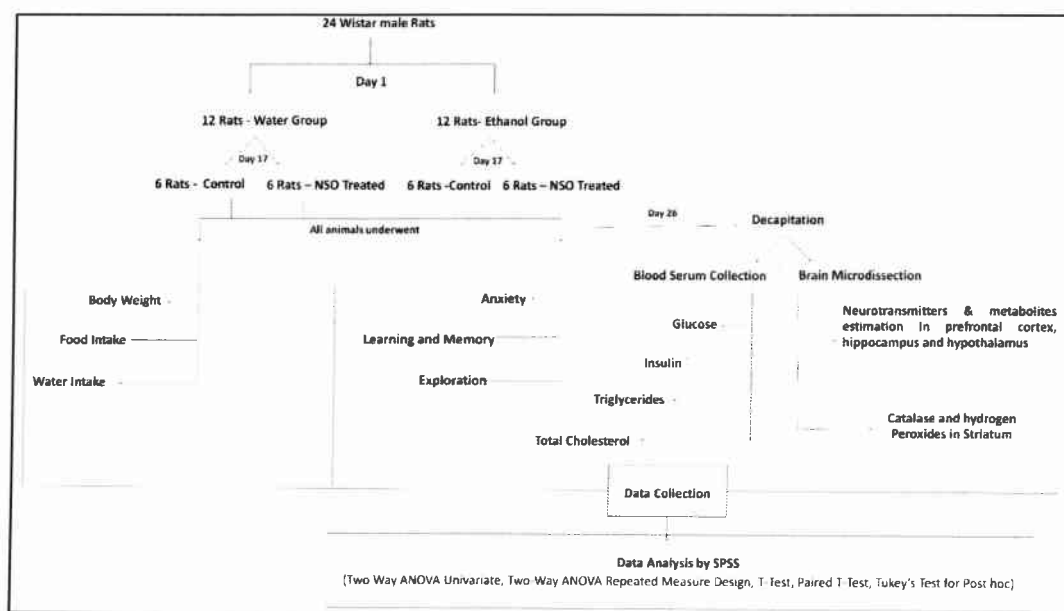 24 Wistar male Rats
Day 1
12 Rats - Water Group
12 Rats- Ethanol Group
Day 17
Day 17
6 Rats - Control
6 Rats – NSO Treated
6 Rats -Control
6 Rats – NSO Treated
All animals underwent
Day 26
Decapitation
Blood Serum Collection
Brain Microdissection
Body Weight
Food Intake
Water Intake
Anxiety
Learning and Memory
Exploration
Glucose
Insulin
Triglycerides
Total Cholesterol
Neurotransmitters & metabolites
estimation in prefrontal cortex,
hippocampus and hypothalamus
Catalase and hydrogen
Peroxides in Striatum
Data Collection
Data Analysis by SPSS
(Two Way ANOVA Univariate, Two-Way ANOVA Repeated Measure Design, T-Test, Paired T-Test, Tukey's Test for Post hoc)